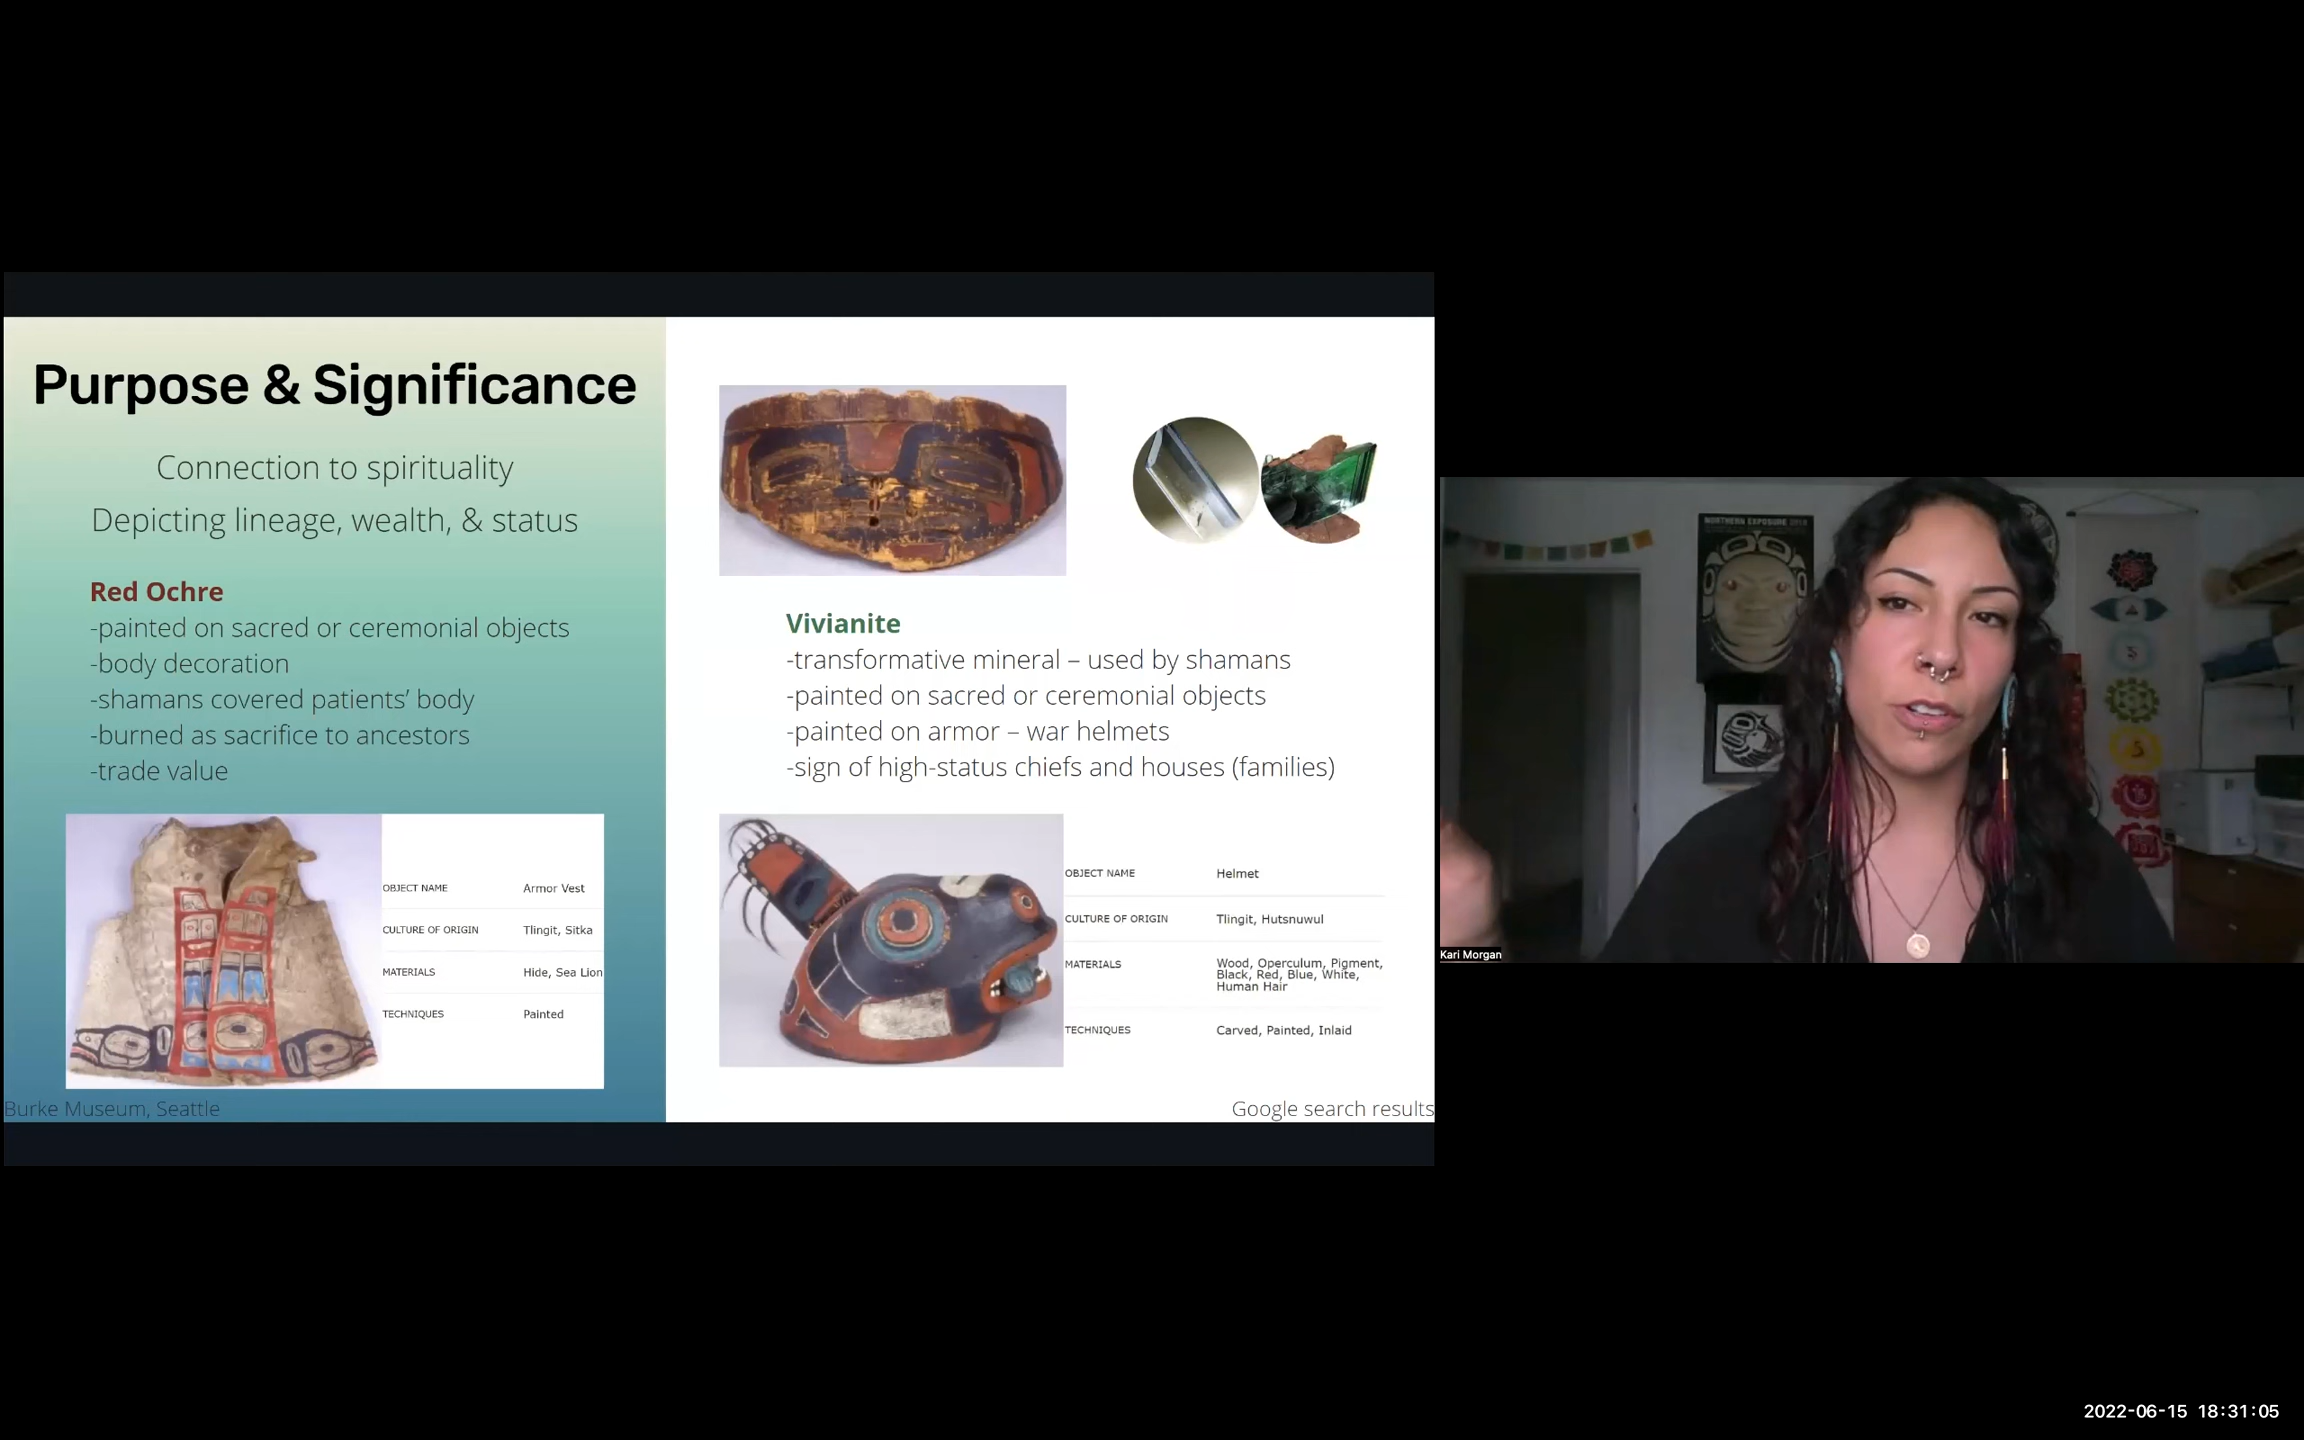 Purpose & Significance
Connection to spirituality
Depicting lineage, wealth, & status
Red Ochre
-painted on sacred or ceremonial objects
-body decoration
-shamans covered patients’ body
-burned as sacrifice to ancestors
-trade value
OBJECT NAME Armor Vest
CULTURE OF ORIGIN Tlingit, Sitka
MATERIALS Hide, Sea Lion
TECHNIQUES Painted
Burke Museum, Seattle
Vivianite
-transformative mineral – used by shamans
-painted on sacred or ceremonial objects
-painted on armor – war helmets
-sign of high-status chiefs and houses (families)
OBJECT NAME Helmet
CULTURE OF ORIGIN Tlingit, Hutsnuwul
MATERIALS Wood, Operculum, Pigment,
Black, Red, Blue, White,
Human Hair
TECHNIQUES Carved, Painted, Inlaid
Google search results
NORTHERN EXPOSURE 2018
Kari Morgan
2022-06-15 18:31:05